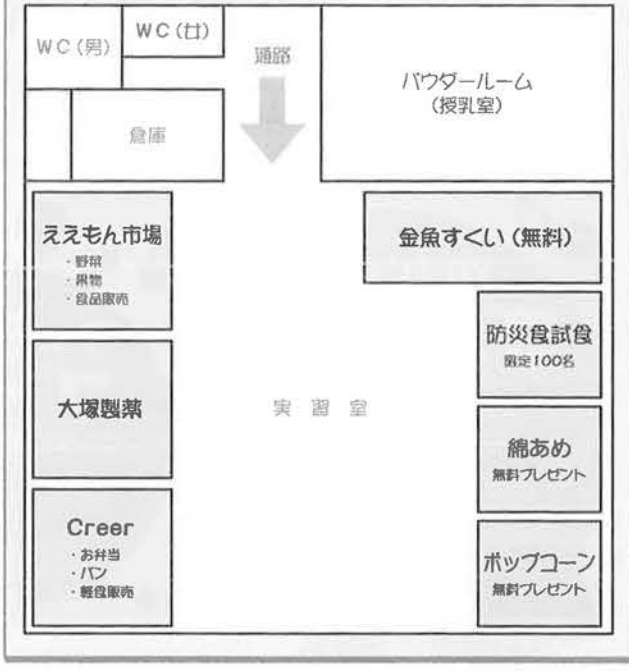 WC(男)
WC(女)
通路
パウダールーム
(授乳室)
倉庫
ええもん市場
・野菜
・果物
・食品販売
金魚すくい(無料)
防災食試食
限定100名
大塚製薬
実習室
綿あめ
無料プレゼント
Creer
・お弁当
・パン
・軽食販売
ポップコーン
無料プレゼント